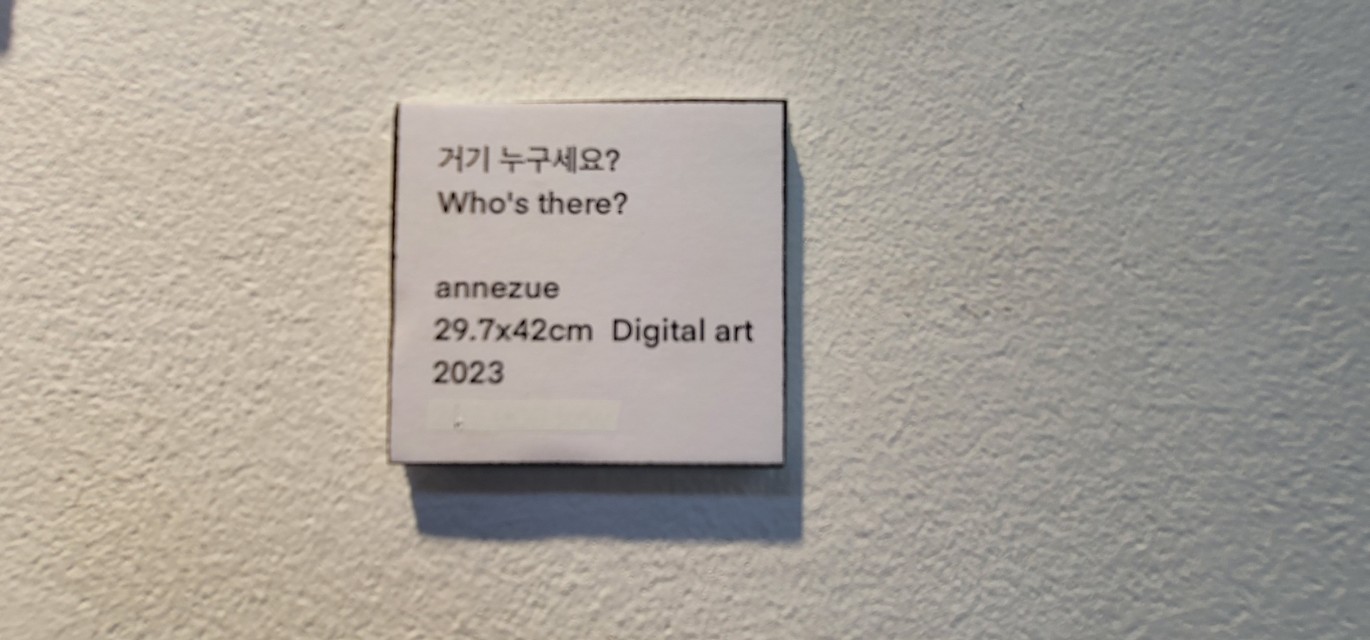 거기 누구세요?
Who's there?
annezue
29.7x42cm Digital art
2023